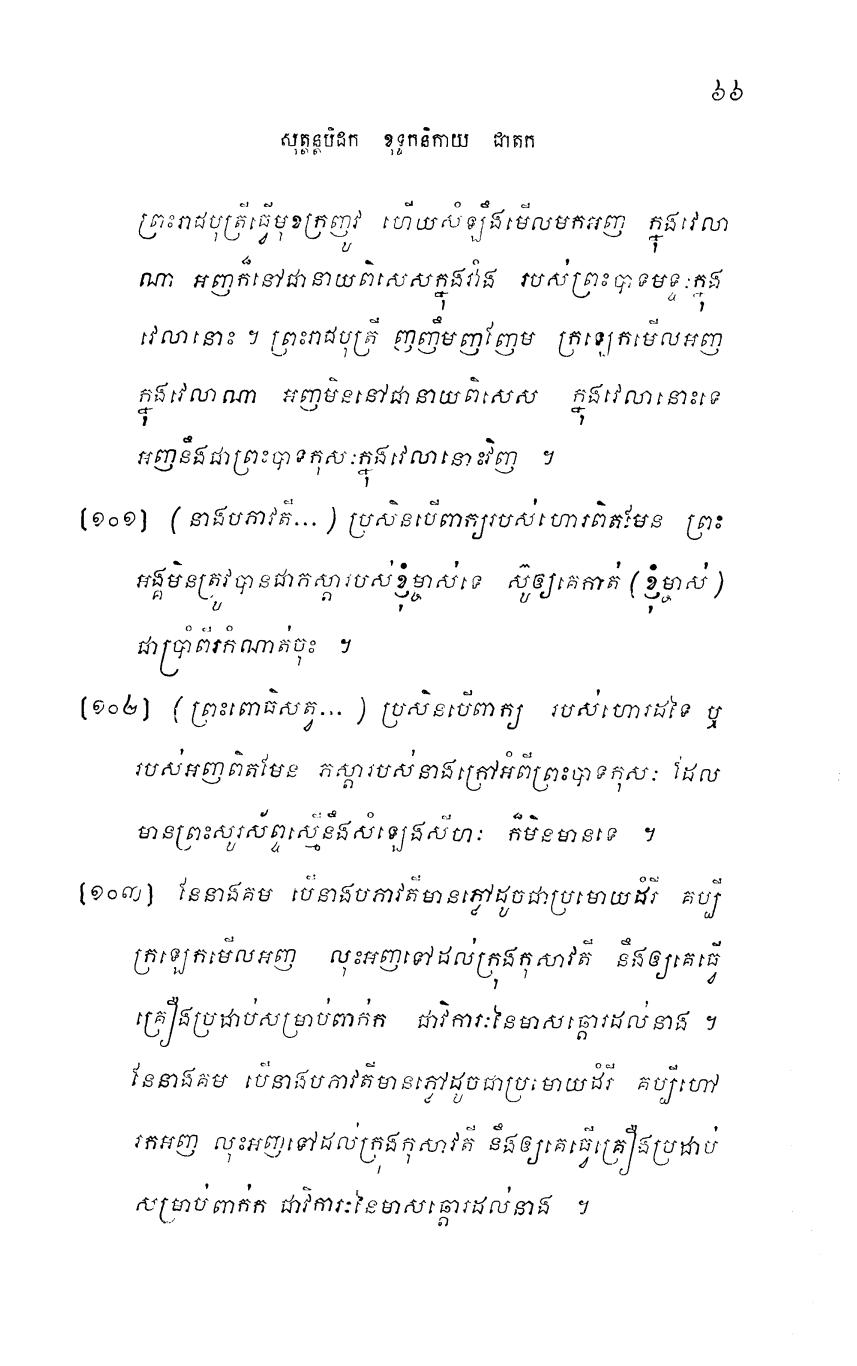 ៦៦
សុត្តន្តបិដក ខុទ្ទកនិកាយ ជាតក
ព្រះរាជបុត្រីធ្វើមុខក្រញូវ ហើយសំឡឹងមើលមកអញ ក្នុងវេលា
ណា អញក៏នៅជានាយពិសេសក្នុងវាំង របស់ព្រះបាទមទ្ទៈក្នុង
វេលានោះ ។ ព្រះរាជបុត្រី ញញឹមញញែម ក្រឡេកមើលអញ
ក្នុងវេលាណា អញមិននៅជានាយពិសេស ក្នុងវេលានោះទេ
អញនឹងជាព្រះបាទកុសៈក្នុងវេលានោះវិញ ។
[១០១] (នាងបភាវតី...) ប្រសិនបើពាក្យរបស់ហោរពិតមែន ព្រះ
អង្គមិនត្រូវបានជាភស្តារបស់ខ្ញុំម្ចាស់ទេ ស៊ូឲ្យគេកាត់ (ខ្ញុំម្ចាស់)
ជាប្រាំពីរកំណាត់ចុះ ។
[១០២] (ព្រះពោធិសត្វ...) ប្រសិនបើពាក្យ របស់ហោរដទៃ ឬ
របស់អញពិតមែន ភស្តារបស់នាងក្រៅអំពីព្រះបាទកុសៈ ដែល
មានព្រះសូរស័ព្ទស្មើនឹងសំឡេងសីហៈ ក៏មិនមានទេ ។
[១០៣] នែនាងគម បើនាងបភាវតីមានភ្លៅដូចជាប្រមោយដំរី គប្បី
ក្រឡេកមើលអញ លុះអញទៅដល់ក្រុងកុសាវតី នឹងឲ្យគេធ្វើ
គ្រឿងប្រដាប់សម្រាប់ពាក់ក ជាវិការៈនៃមាសផ្តោរដល់នាង ។
នែនាងគម បើនាងបភាវតីមានភ្លៅដូចជាប្រមោយដំរី គប្បីហៅ
រកអញ លុះអញទៅដល់ក្រុងកុសាវតី នឹងឲ្យគេធ្វើគ្រឿងប្រដាប់
សម្រាប់ពាក់ក ជាវិការៈនៃមាសផ្តោរដល់នាង ។